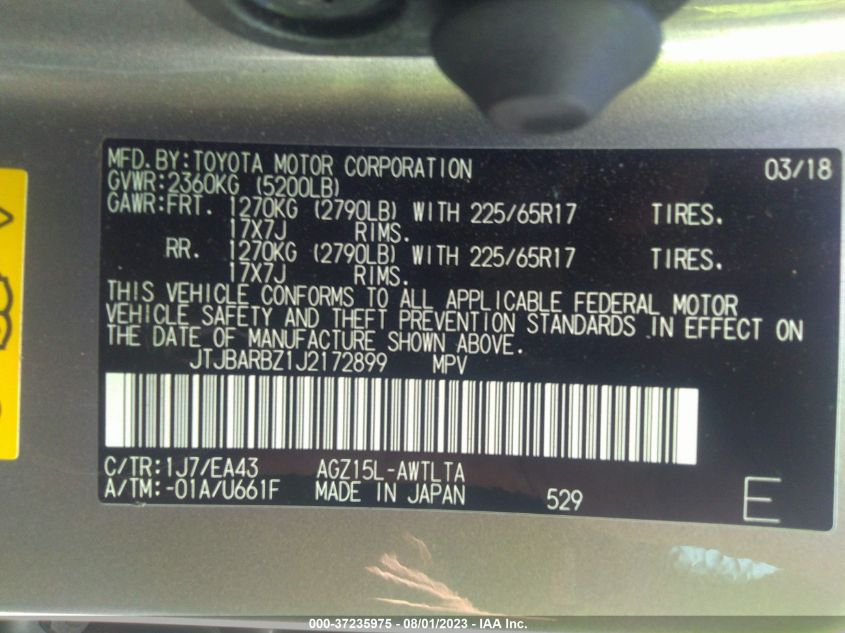 MFD.BY:TOYOTA MOTOR CORPORATION 03/18
GVWR:2360KG (5200LB)
GAWR:FRT. 1270KG (2790LB) WITH 225/65R17 TIRES.
17X7J RIMS.
RR. 1270KG (2790LB) WITH 225/65R17 TIRES.
17X7J RIMS.
THIS VEHICLE CONFORMS TO ALL APPLICABLE FEDERAL MOTOR
VEHICLE SAFETY AND THEFT PREVENTION STANDARDS IN EFFECT ON
THE DATE OF MANUFACTURE SHOWN ABOVE.
JTJBARBZ1J2172899 MPV
C/TR:1J7/EA43 AGZ15L-AWTLTA
A/TM:-01A/U661F MADE IN JAPAN 529 E
000-37235975 - 08/01/2023 - IAA Inc.